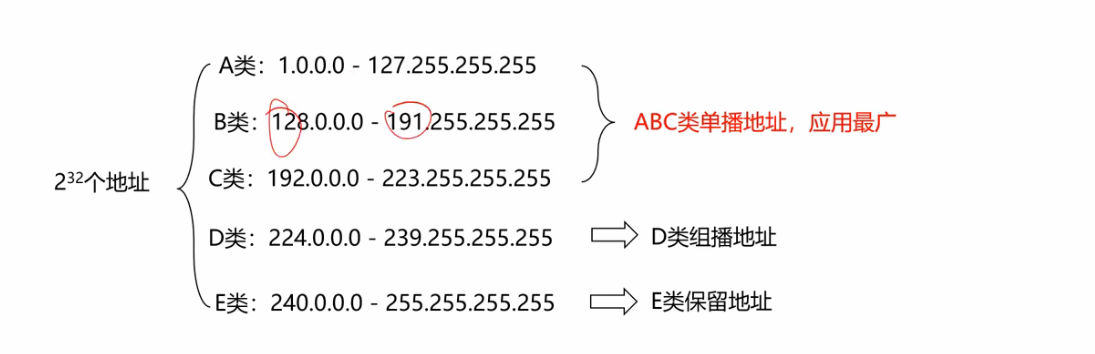 A类：1.0.0.0 - 127.255.255.255
B类：128.0.0.0 - 191.255.255.255
ABC类单播地址，应用最广
2³²个地址
C类：192.0.0.0 - 223.255.255.255
D类：224.0.0.0 - 239.255.255.255
D类组播地址
E类：240.0.0.0 - 255.255.255.255
E类保留地址